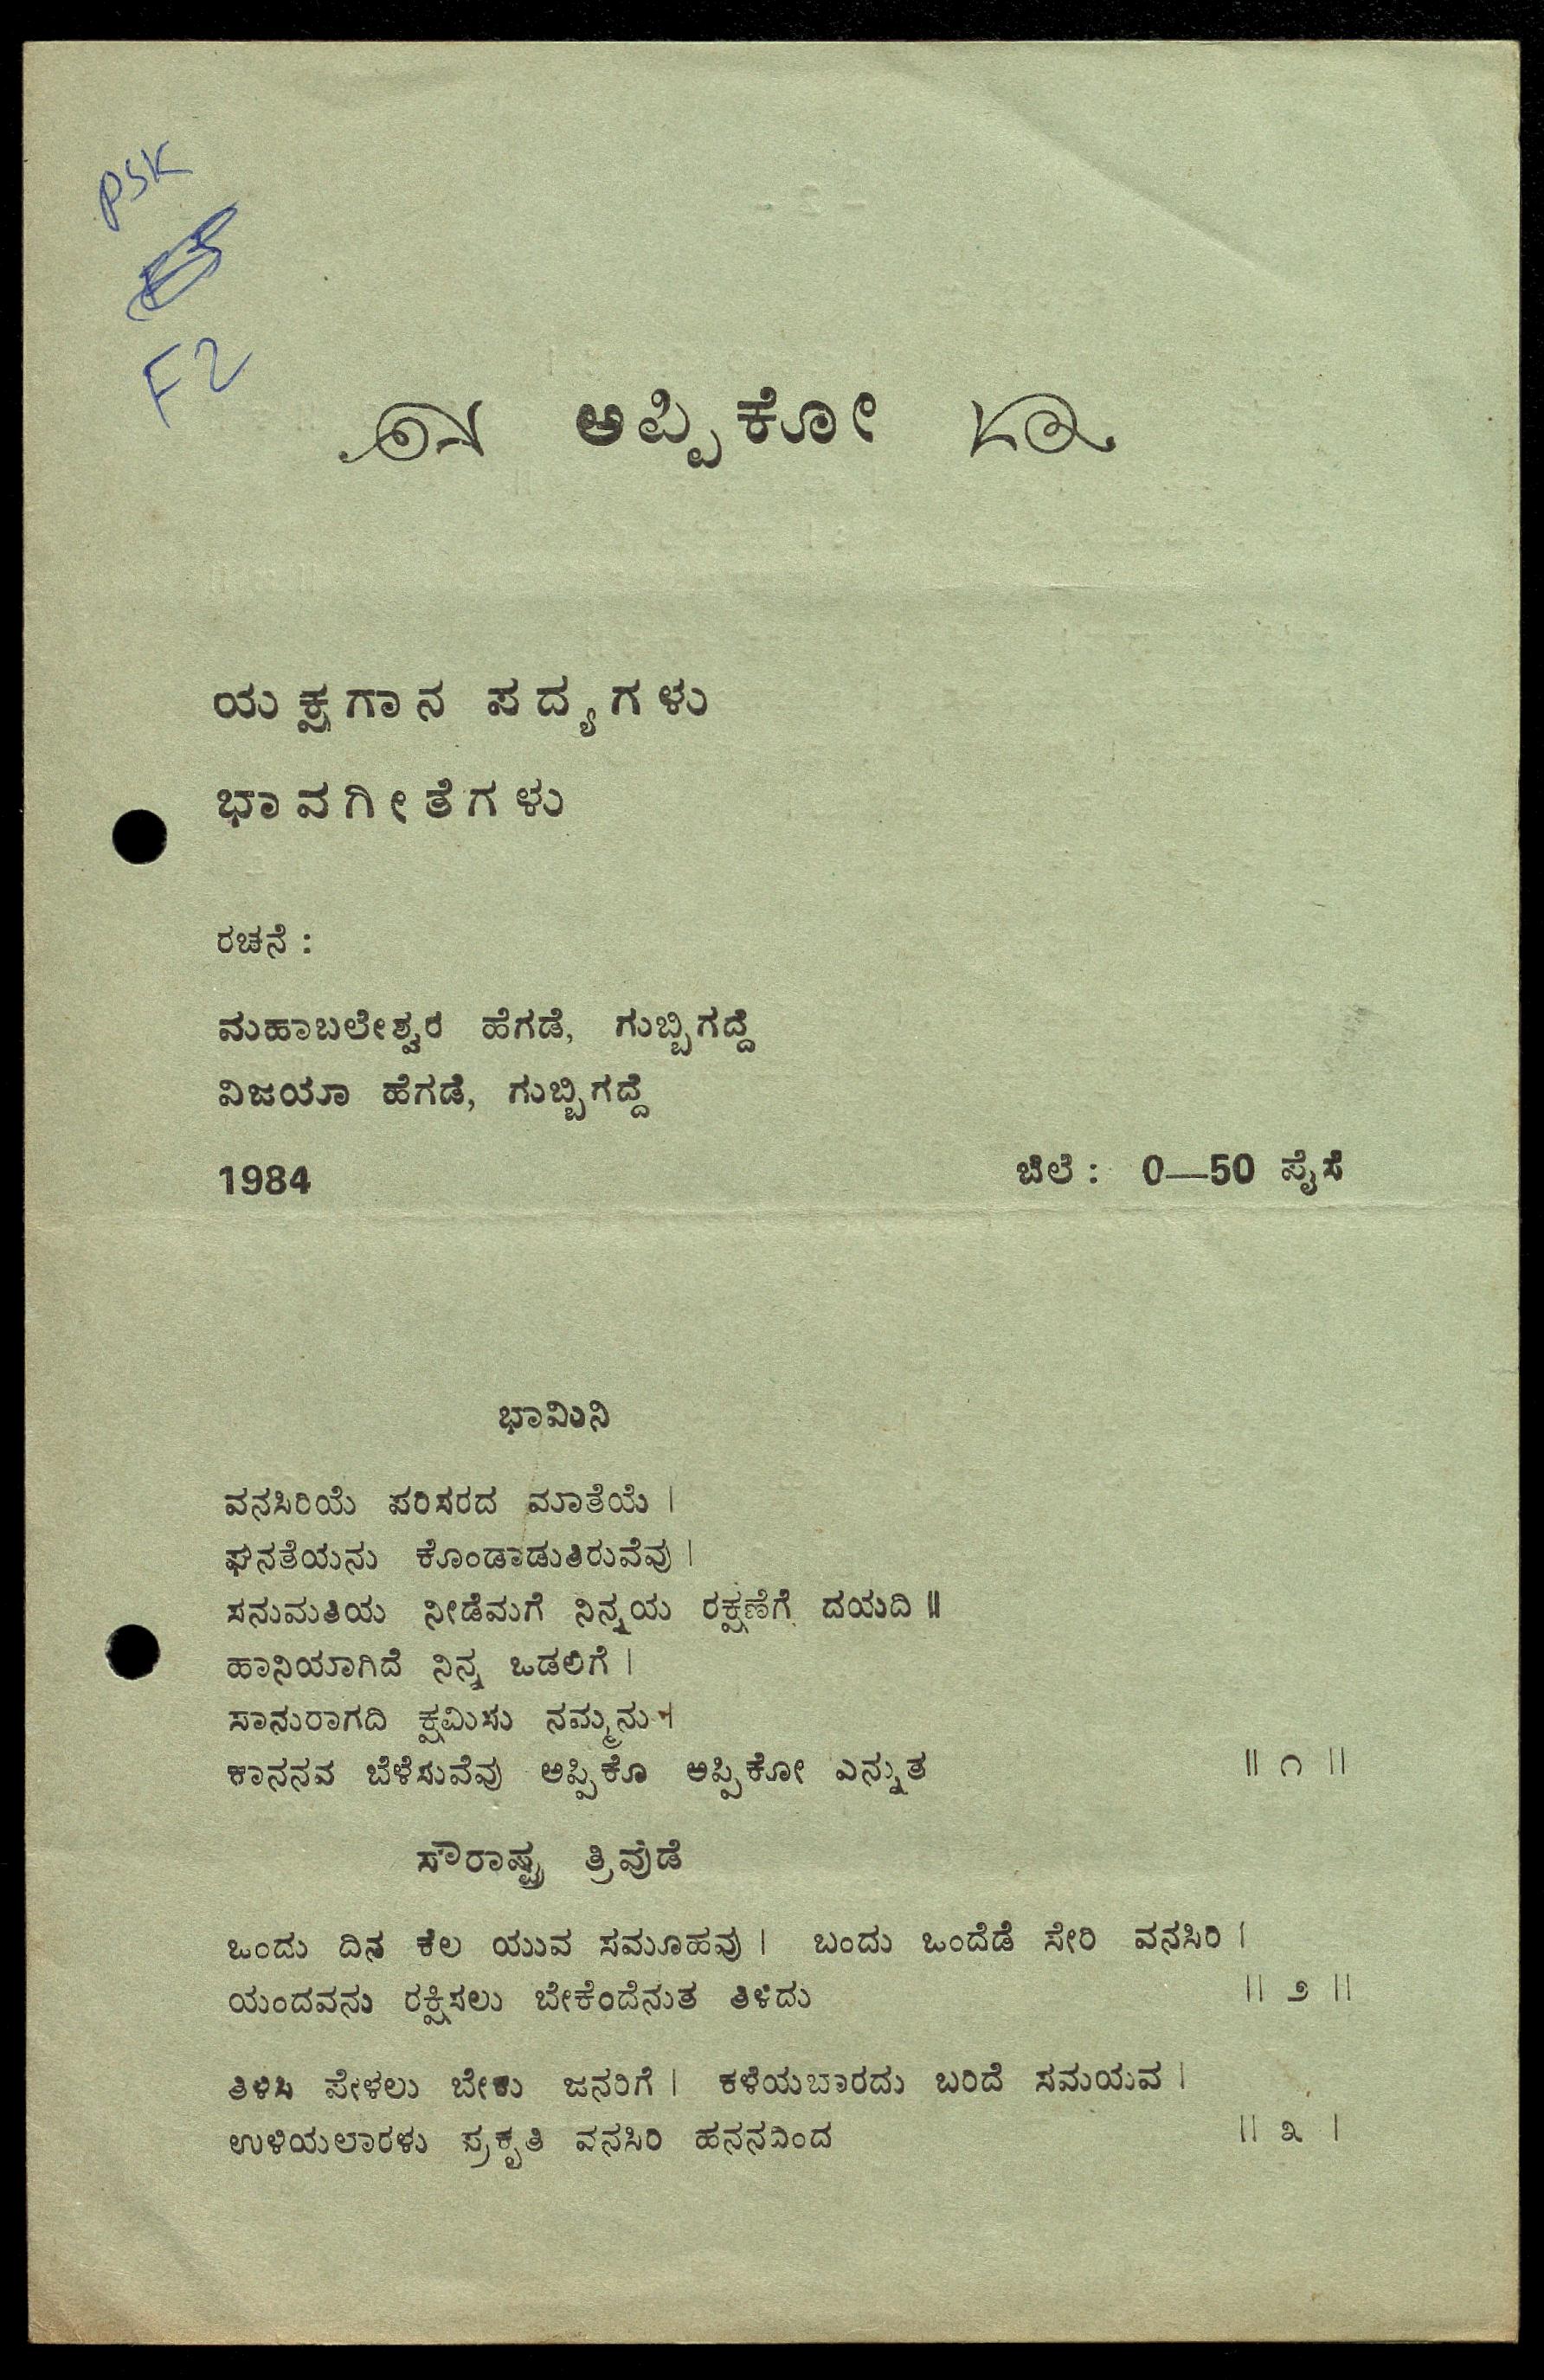 PSK
F2
ಅಪ್ಪಿಕೋ
ಯಕ್ಷಗಾನ ಪದ್ಯಗಳು
ಭಾವಗೀತೆಗಳು
ರಚನೆ :
ಮಹಾಬಲೇಶ್ವರ ಹೆಗಡೆ, ಗುಬ್ಬಿಗದ್ದೆ
ವಿಜಯಾ ಹೆಗಡೆ, ಗುಬ್ಬಿಗದ್ದೆ
1984 ಬೆಲೆ : 0—50 ಪೈಸೆ
ಭಾಮಿನಿ
ವನಸಿರಿಯೆ ಪರಿಸರದ ಮಾತೆಯೆ |
ಘನತೆಯನು ಕೊಂಡಾಡುತಿರುವೆವು |
ಸನುಮತಿಯ ನೀಡೆಮಗೆ ನಿನ್ನಯ ರಕ್ಷಣೆಗೆ ದಯದಿ ||
ಹಾನಿಯಾಗಿದೆ ನಿನ್ನ ಒಡಲಿಗೆ |
ಸಾನುರಾಗದಿ ಕ್ಷಮಿಸು ನಮ್ಮನು |
ಕಾನನವ ಬೆಳೆಸುವೆವು ಅಪ್ಪಿಕೊ ಅಪ್ಪಿಕೋ ಎನ್ನುತ || ೧ ||
ಸೌರಾಷ್ಟ್ರ ತ್ರಿವುಡೆ
ಒಂದು ದಿನ ಕೆಲ ಯುವ ಸಮೂಹವು | ಬಂದು ಒಂದೆಡೆ ಸೇರಿ ವನಸಿರಿ |
ಯಂದವನು ರಕ್ಷಿಸಲು ಬೇಕೆಂದೆನುತ ತಿಳಿದು || ೨ ||
ತಿಳಿಸಿ ಪೇಳಲು ಬೇಕು ಜನರಿಗೆ | ಕಳೆಯಬಾರದು ಬರಿದೆ ಸಮಯವ |
ಉಳಿಯಲಾರಳು ಪ್ರಕೃತಿ ವನಸಿರಿ ಹನನದಿಂದ || ೩ |